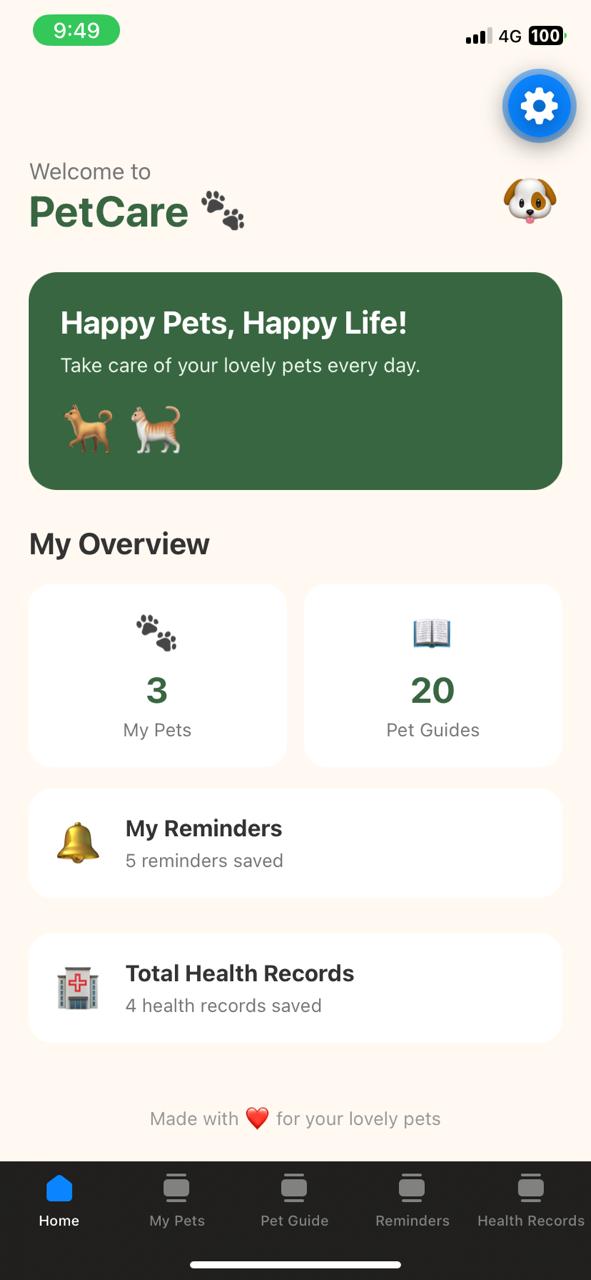 9:49
4G 100
Welcome to
PetCare
Happy Pets, Happy Life!
Take care of your lovely pets every day.
My Overview
3
My Pets
20
Pet Guides
My Reminders
5 reminders saved
Total Health Records
4 health records saved
Made with ❤️ for your lovely pets
Home My Pets Pet Guide Reminders Health Records